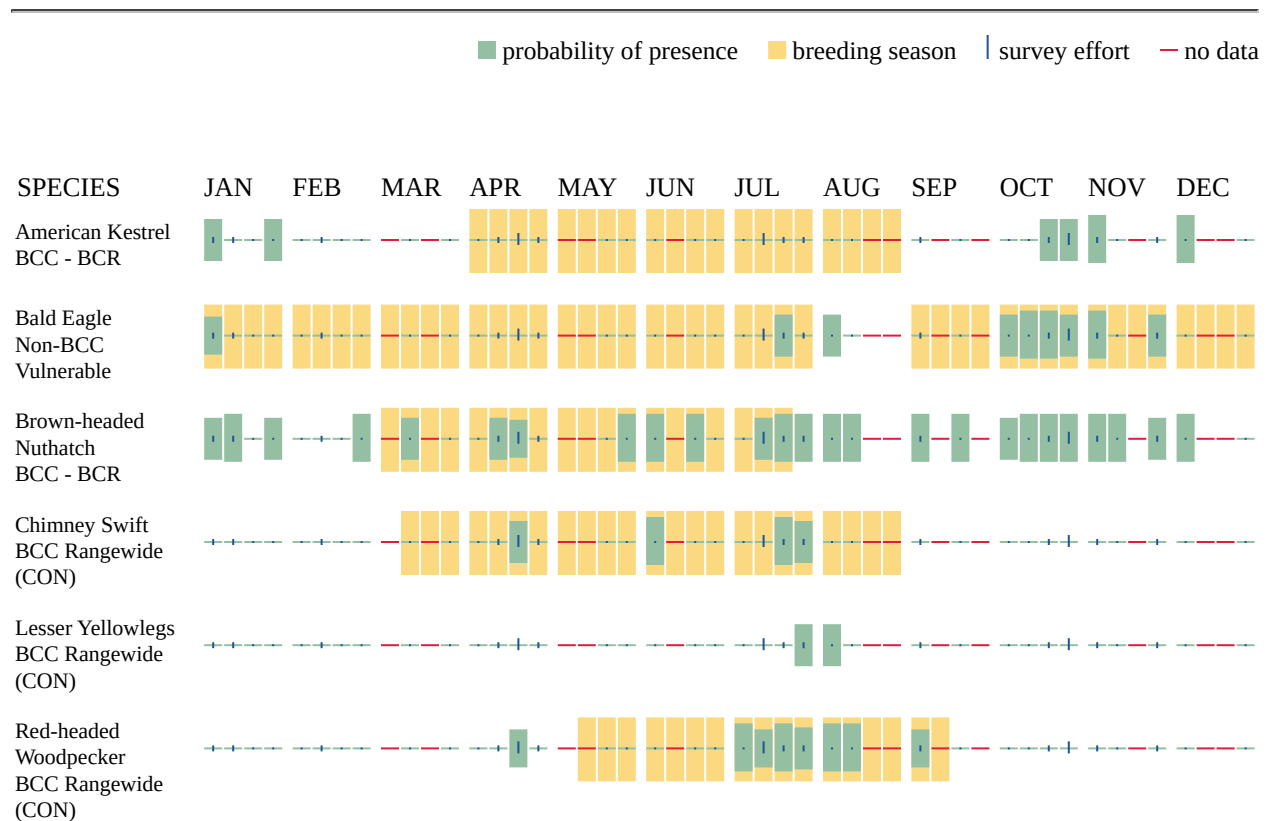 probability of presence breeding season survey effort no data
SPECIES JAN FEB MAR APR MAY JUN JUL AUG SEP OCT NOV DEC
American Kestrel
BCC - BCR
Bald Eagle
Non-BCC
Vulnerable
Brown-headed
Nuthatch
BCC - BCR
Chimney Swift
BCC Rangewide
(CON)
Lesser Yellowlegs
BCC Rangewide
(CON)
Red-headed
Woodpecker
BCC Rangewide
(CON)